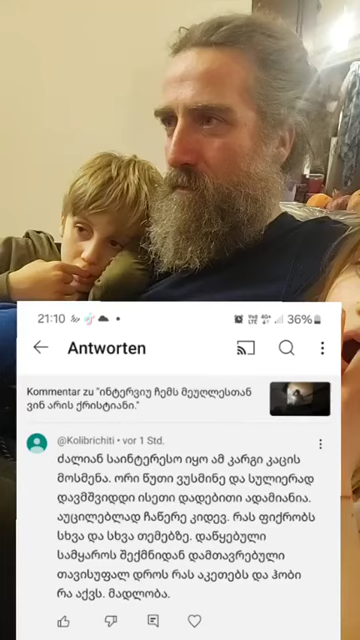 21:10
VoLTE 4G+ 36%
Antworten
Kommentar zu "ინტერვიუ ჩემს მეუღლესთან
ვინ არის ქრისტიანი."
@Kolibrichiti • vor 1 Std.
ძალიან საინტერესო იყო ამ კარგი კაცის
მოსმენა. ორი წუთი ვუსმინე და სულიერად
დავმშვიდდი ისეთი დადებითი ადამიანია.
აუცილებლად ჩაწერე კიდევ. რას ფიქრობს
სხვა და სხვა თემებზე. დაწყებული
სამყაროს შექმნიდან დამთავრებული
თავისუფალ დროს რას აკეთებს და ჰობი
რა აქვს. მადლობა.